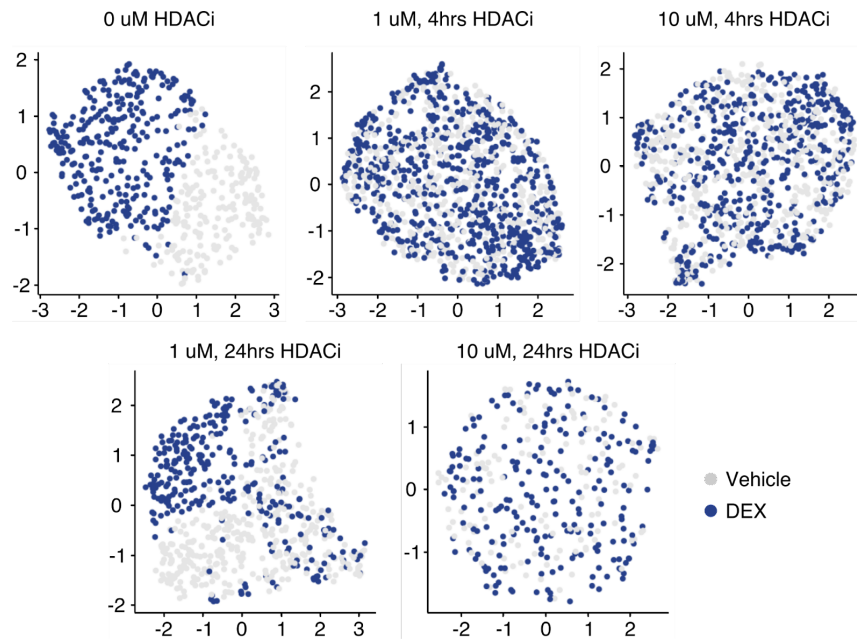 0 uM HDACi
1 uM, 4hrs HDACi
10 uM, 4hrs HDACi
2
1
0
-1
-2
-3 -2 -1 0 1 2 3
2
1
0
-1
-2
-3 -2 -1 0 1 2
2
1
0
-1
-2
-3 -2 -1 0 1 2
1 uM, 24hrs HDACi
10 uM, 24hrs HDACi
2
1
0
-1
-2
-2 -1 0 1 2 3
1
0
-1
-2 -1 0 1 2
Vehicle
DEX